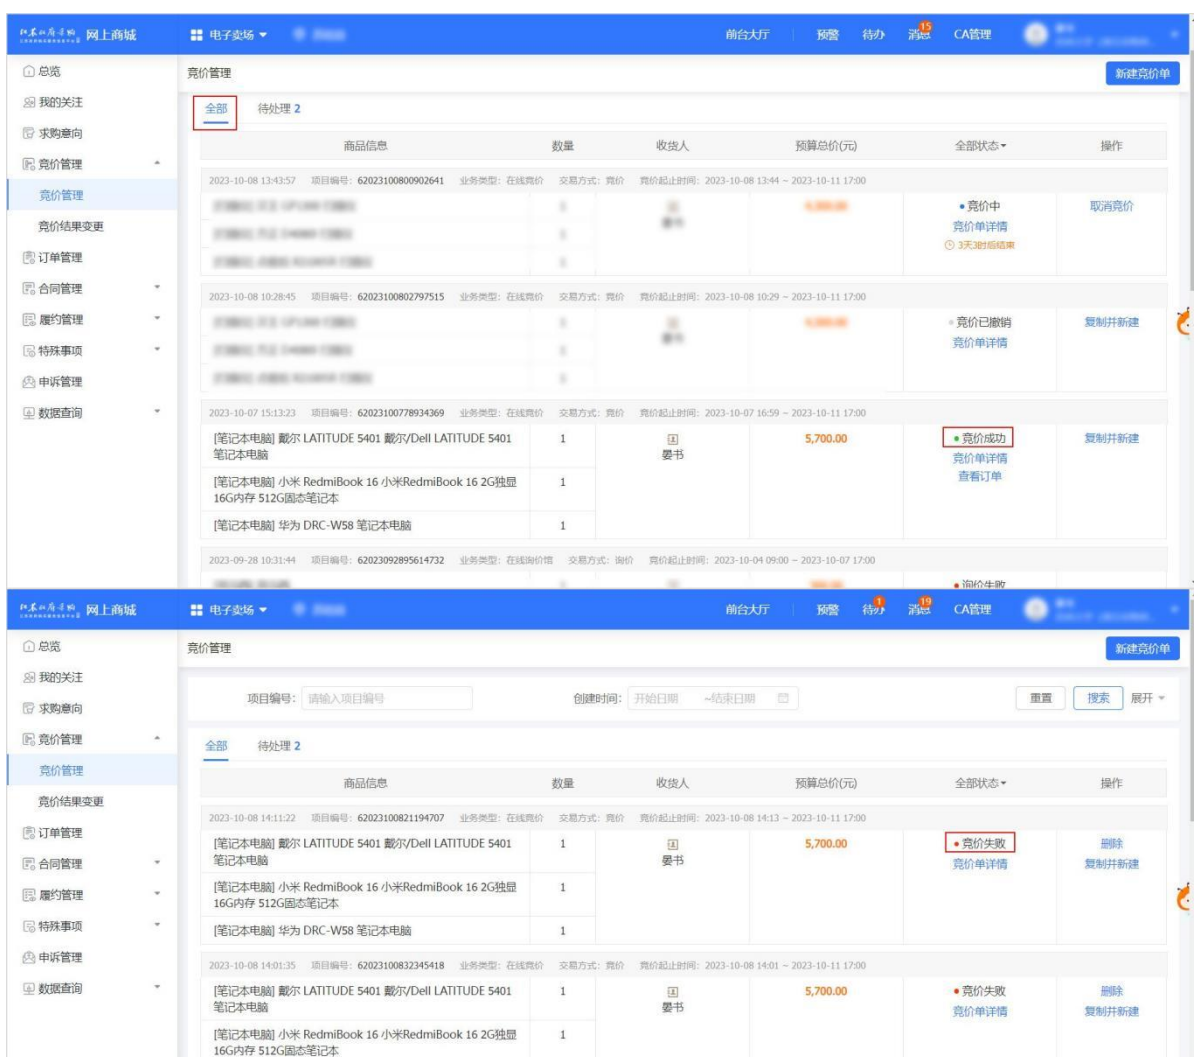 网上商城
电子卖场
前台大厅 预警 待办 消息 15 CA管理
总览
我的关注
求购意向
竞价管理
竞价管理
竞价结果变更
订单管理
合同管理
履约管理
特殊事项
申诉管理
数据查询
竞价管理 新建竞价单
全部 待处理 2
商品信息 数量 收货人 预算总价(元) 全部状态 操作
2023-10-08 13:43:57 项目编号: 62023100800902641 业务类型: 在线竞价 交易方式: 竞价 竞价起止时间: 2023-10-08 13:44 ~ 2023-10-11 17:00
1 竞价中 取消竞价
竞价单详情
1
3天3时后结束
1
2023-10-08 10:28:45 项目编号: 62023100802797515 业务类型: 在线竞价 交易方式: 竞价 竞价起止时间: 2023-10-08 10:29 ~ 2023-10-11 17:00
1 竞价已撤销 复制并新建
竞价单详情
1
1
2023-10-07 15:13:23 项目编号: 62023100778934369 业务类型: 在线竞价 交易方式: 竞价 竞价起止时间: 2023-10-07 16:59 ~ 2023-10-11 17:00
[笔记本电脑] 戴尔 LATITUDE 5401 戴尔/Dell LATITUDE 5401 1 5,700.00 竞价成功 复制并新建
笔记本电脑 晏书 竞价单详情
查看订单
[笔记本电脑] 小米 RedmiBook 16 小米RedmiBook 16 2G独显 1
16G内存 512G固态笔记本
[笔记本电脑] 华为 DRC-W58 笔记本电脑 1
2023-09-28 10:31:44 项目编号: 62023092895614732 业务类型: 在线询价馆 交易方式: 询价 竞价起止时间: 2023-10-04 09:00 ~ 2023-10-07 17:00
询价失败
网上商城
电子卖场
前台大厅 预警 待办 1 消息 19 CA管理
总览
我的关注
求购意向
竞价管理
竞价管理
竞价结果变更
订单管理
合同管理
履约管理
特殊事项
申诉管理
数据查询
竞价管理 新建竞价单
项目编号: 请输入项目编号 创建时间: 开始日期 ~结束日期 重置 搜索 展开
全部 待处理 2
商品信息 数量 收货人 预算总价(元) 全部状态 操作
2023-10-08 14:11:22 项目编号: 62023100821194707 业务类型: 在线竞价 交易方式: 竞价 竞价起止时间: 2023-10-08 14:13 ~ 2023-10-11 17:00
[笔记本电脑] 戴尔 LATITUDE 5401 戴尔/Dell LATITUDE 5401 1 5,700.00 竞价失败 删除
笔记本电脑 晏书 竞价单详情 复制并新建
[笔记本电脑] 小米 RedmiBook 16 小米RedmiBook 16 2G独显 1
16G内存 512G固态笔记本
[笔记本电脑] 华为 DRC-W58 笔记本电脑 1
2023-10-08 14:01:35 项目编号: 62023100832345418 业务类型: 在线竞价 交易方式: 竞价 竞价起止时间: 2023-10-08 14:01 ~ 2023-10-11 17:00
[笔记本电脑] 戴尔 LATITUDE 5401 戴尔/Dell LATITUDE 5401 1 5,700.00 竞价失败 删除
笔记本电脑 晏书 竞价单详情 复制并新建
[笔记本电脑] 小米 RedmiBook 16 小米RedmiBook 16 2G独显 1
16G内存 512G固态笔记本